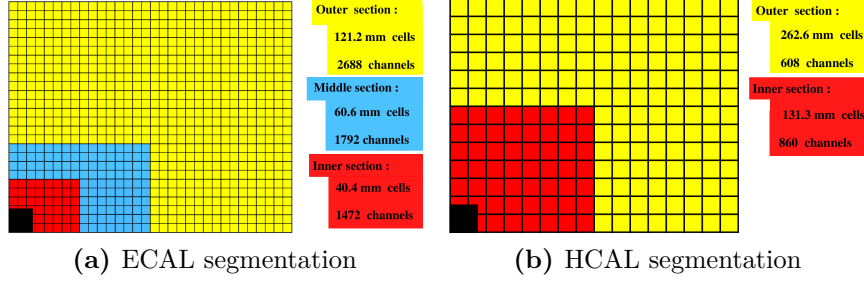 Outer section :
121.2 mm cells
2688 channels
Middle section :
60.6 mm cells
1792 channels
Inner section :
40.4 mm cells
1472 channels
(a) ECAL segmentation
Outer section :
262.6 mm cells
608 channels
Inner section :
131.3 mm cells
860 channels
(b) HCAL segmentation